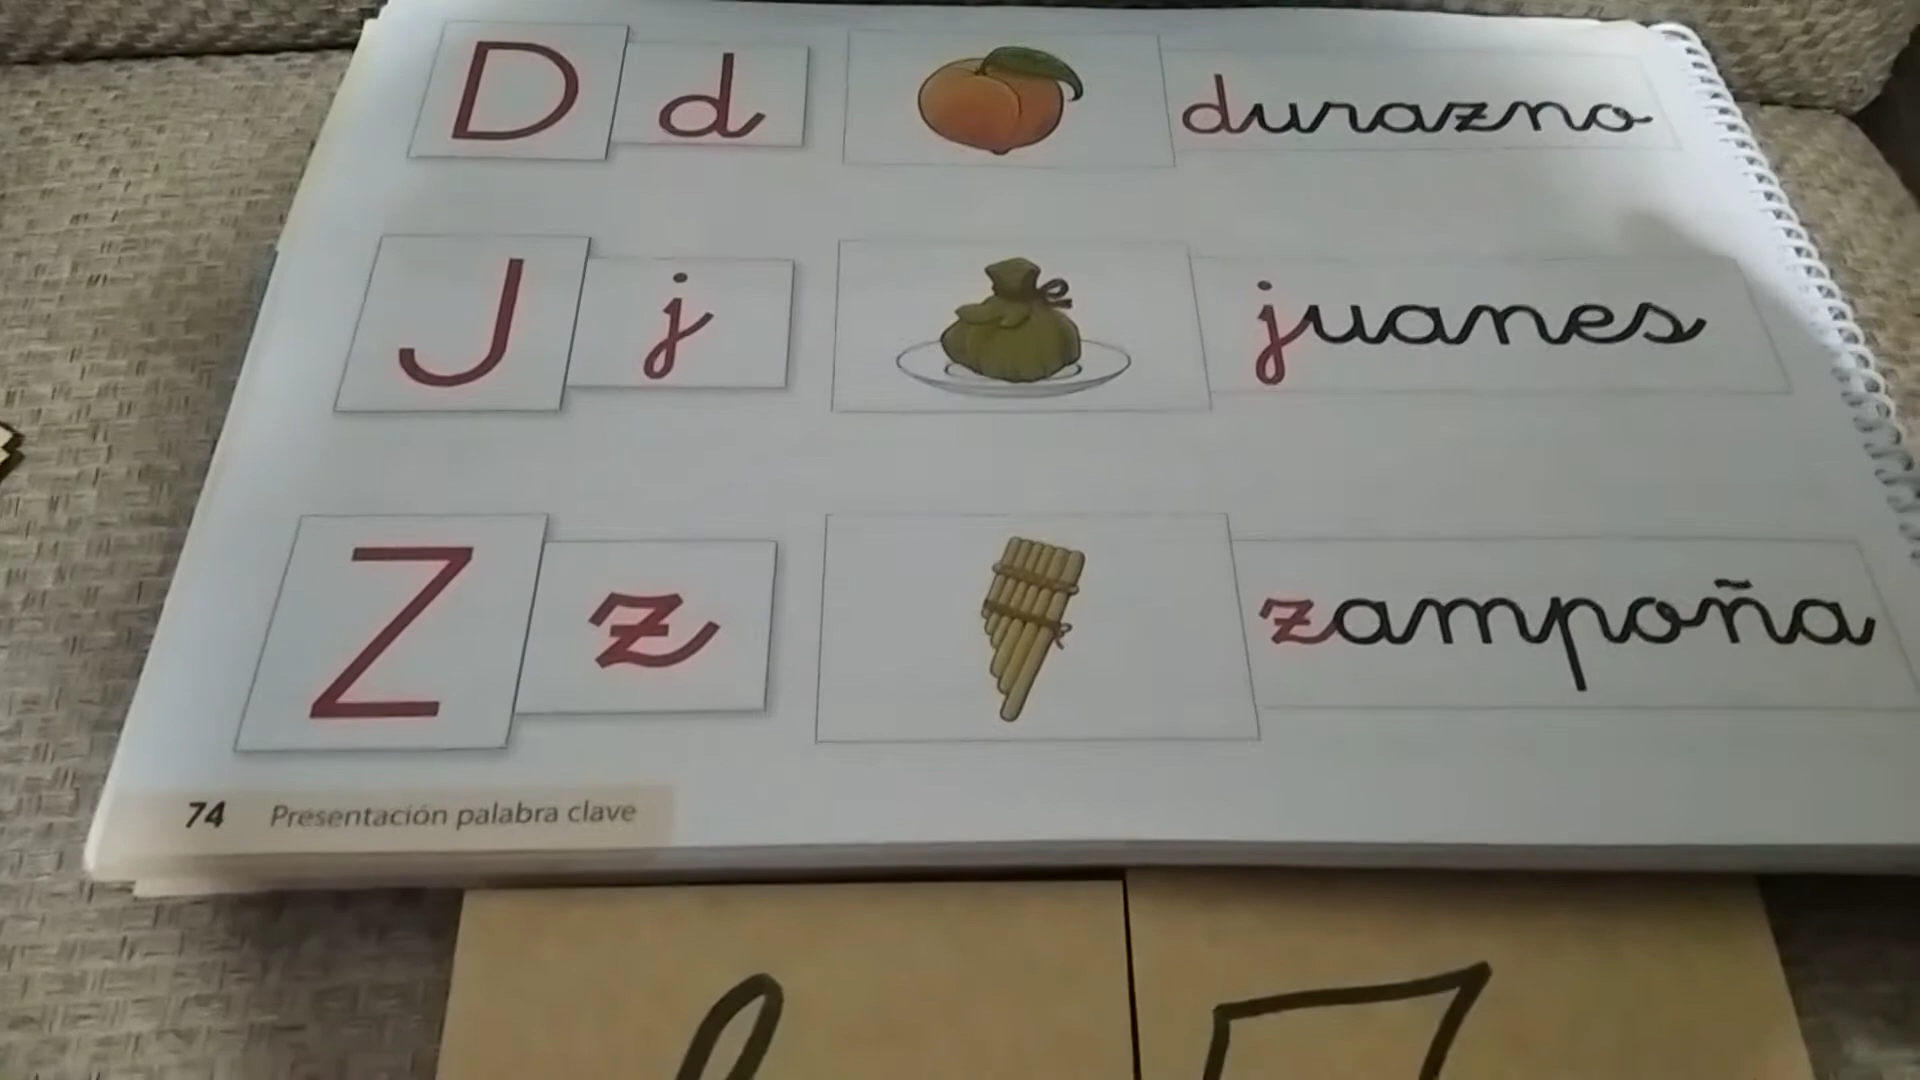 D d durazno
J j juanes
Z z zampoña
74 Presentación palabra clave